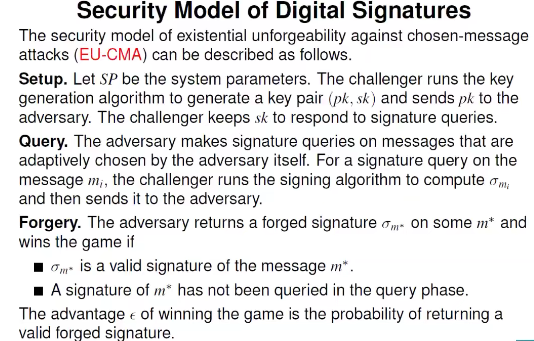 Security Model of Digital Signatures
The security model of existential unforgeability against chosen-message
attacks (EU-CMA) can be described as follows.
Setup. Let SP be the system parameters. The challenger runs the key
generation algorithm to generate a key pair (pk, sk) and sends pk to the
adversary. The challenger keeps sk to respond to signature queries.
Query. The adversary makes signature queries on messages that are
adaptively chosen by the adversary itself. For a signature query on the
message mᵢ, the challenger runs the signing algorithm to compute σ_{mᵢ}
and then sends it to the adversary.
Forgery. The adversary returns a forged signature σ_{m*} on some m* and
wins the game if
■ σ_{m*} is a valid signature of the message m*.
■ A signature of m* has not been queried in the query phase.
The advantage ϵ of winning the game is the probability of returning a
valid forged signature.